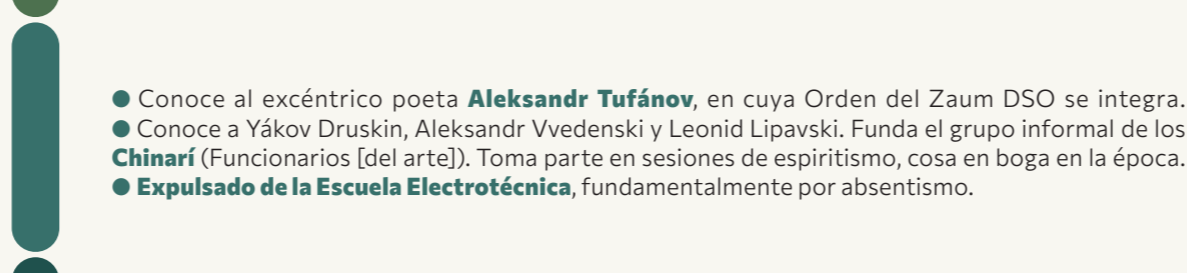 ● Conoce al excéntrico poeta Aleksandr Tufánov, en cuya Orden del Zaum DSO se integra.
● Conoce a Yákov Druskin, Aleksandr Vvedenski y Leonid Lipavski. Funda el grupo informal de los
Chinarí (Funcionarios [del arte]). Toma parte en sesiones de espiritismo, cosa en boga en la época.
● Expulsado de la Escuela Electrotécnica, fundamentalmente por absentismo.